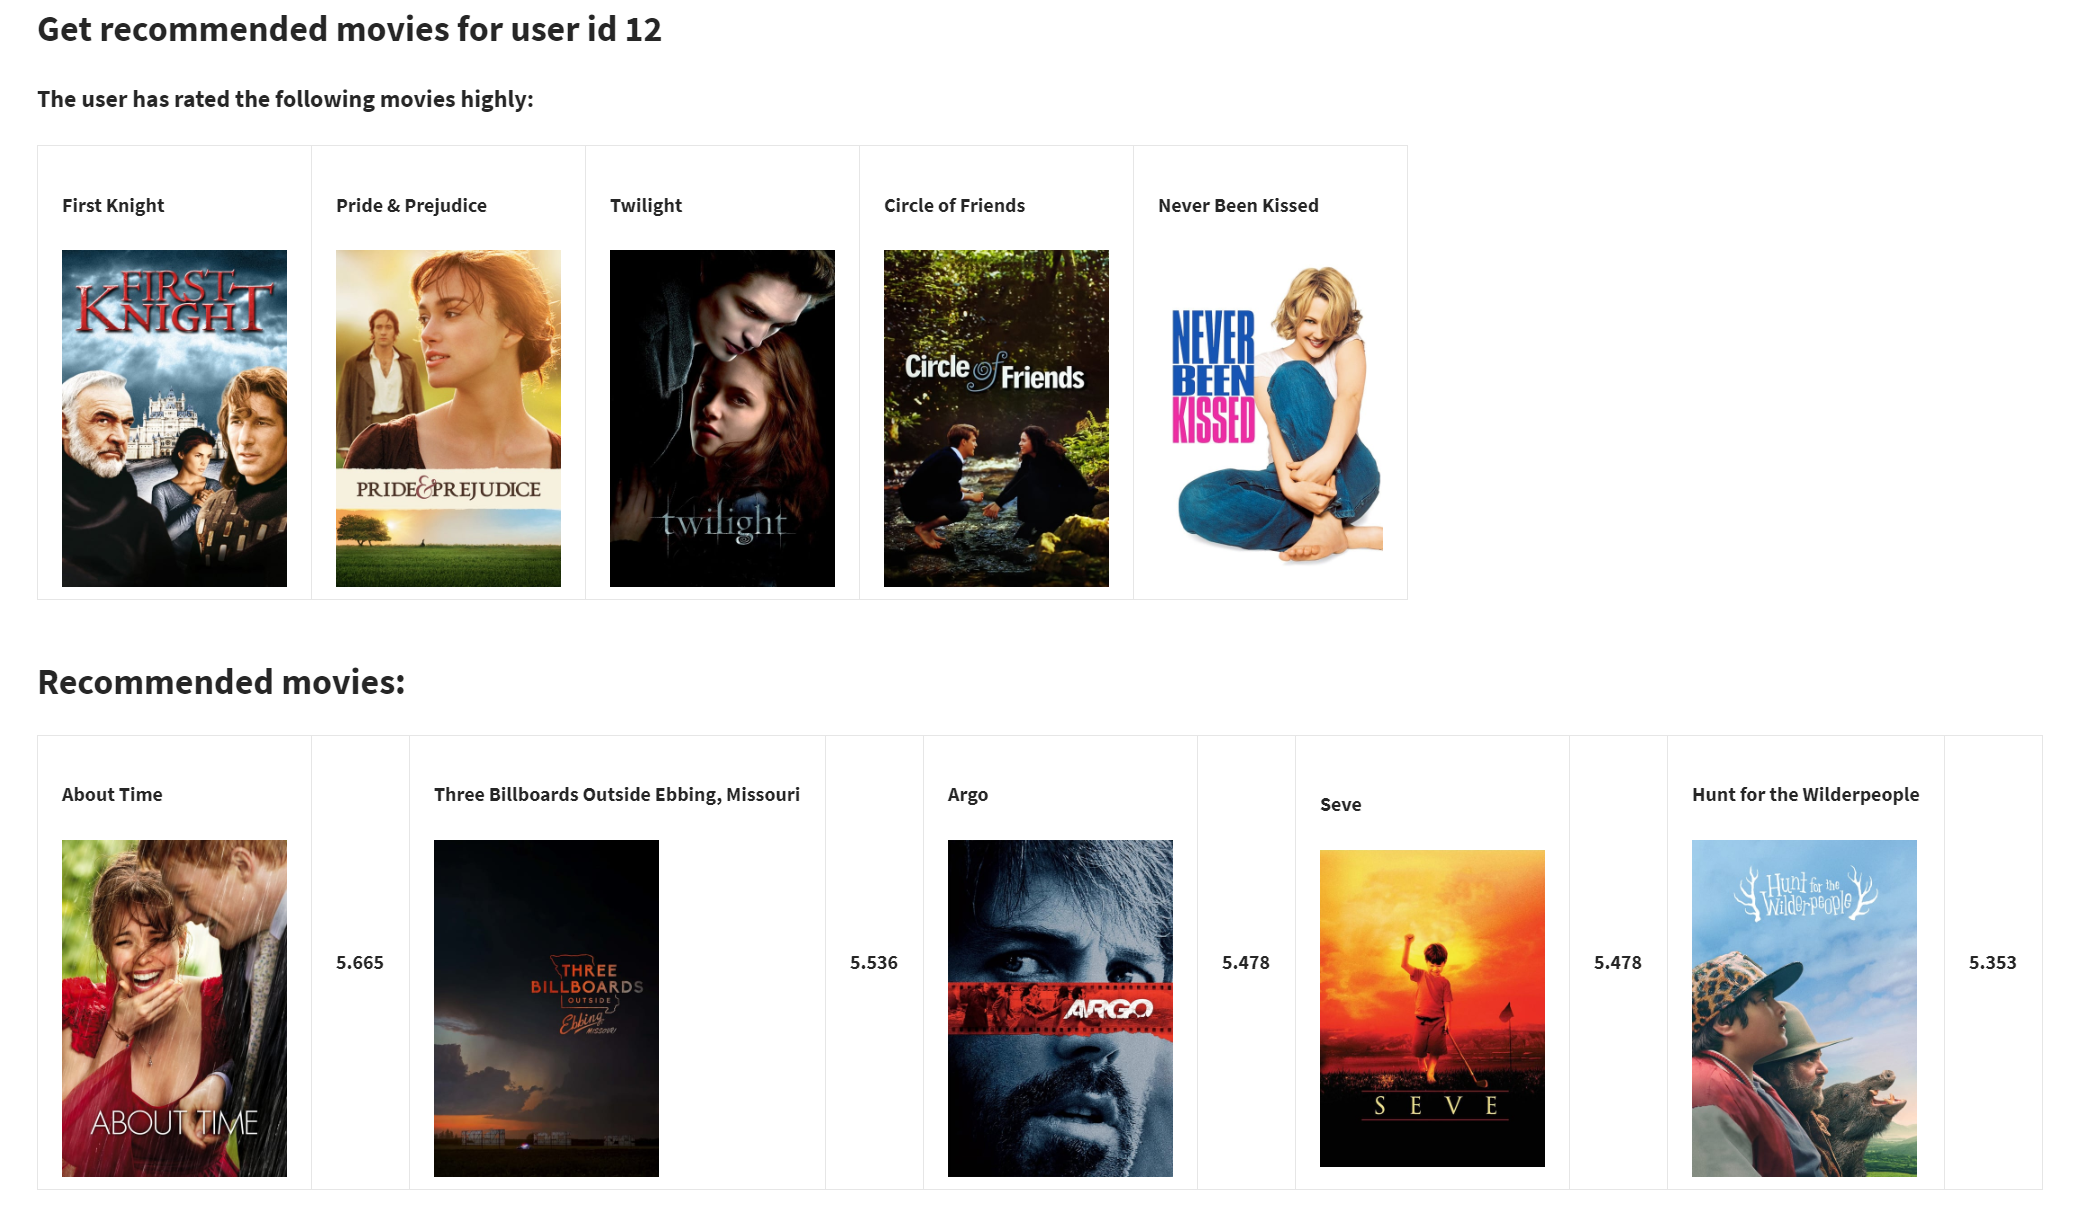 Get recommended movies for user id 12
The user has rated the following movies highly:
First Knight
Pride & Prejudice
Twilight
Circle of Friends
Never Been Kissed
FIRST
KNIGHT
PRIDE & PREJUDICE
twilight
Circle of Friends
NEVER
BEEN
KISSED
Recommended movies:
About Time
Three Billboards Outside Ebbing, Missouri
Argo
Seve
Hunt for the Wilderpeople
ABOUT TIME
5.665
THREE
BILLBOARDS
OUTSIDE
Ebbing,
MISSOURI
5.536
ARGO
5.478
SEVE
5.478
Hunt for the
Wilderpeople
5.353